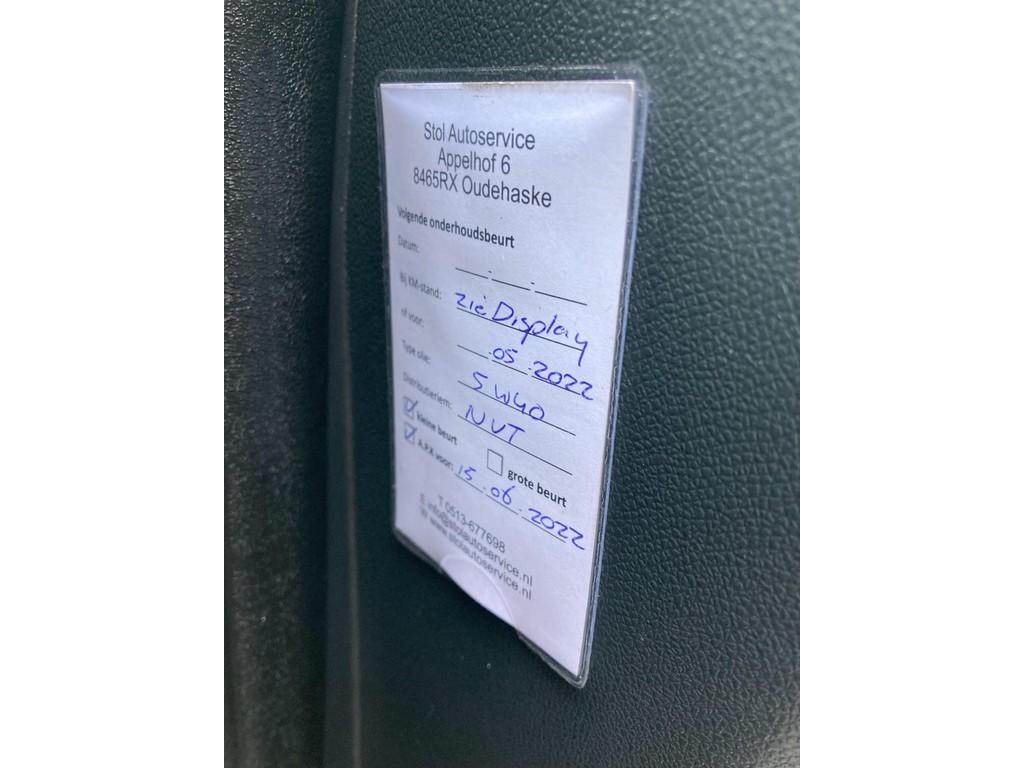 Stol Autoservice
Appelhof 6
8465RX Oudehaske
Volgende onderhoudsbeurt
Datum: - -
Bij KM-stand: zie Display
of voor: .05.2022
Type olie: 5W40
Distributieriem: NVT
kleine beurt grote beurt
A.P.K voor: 15.06.2022
T 0513-677698
E info@stolautoservice.nl
W www.stolautoservice.nl